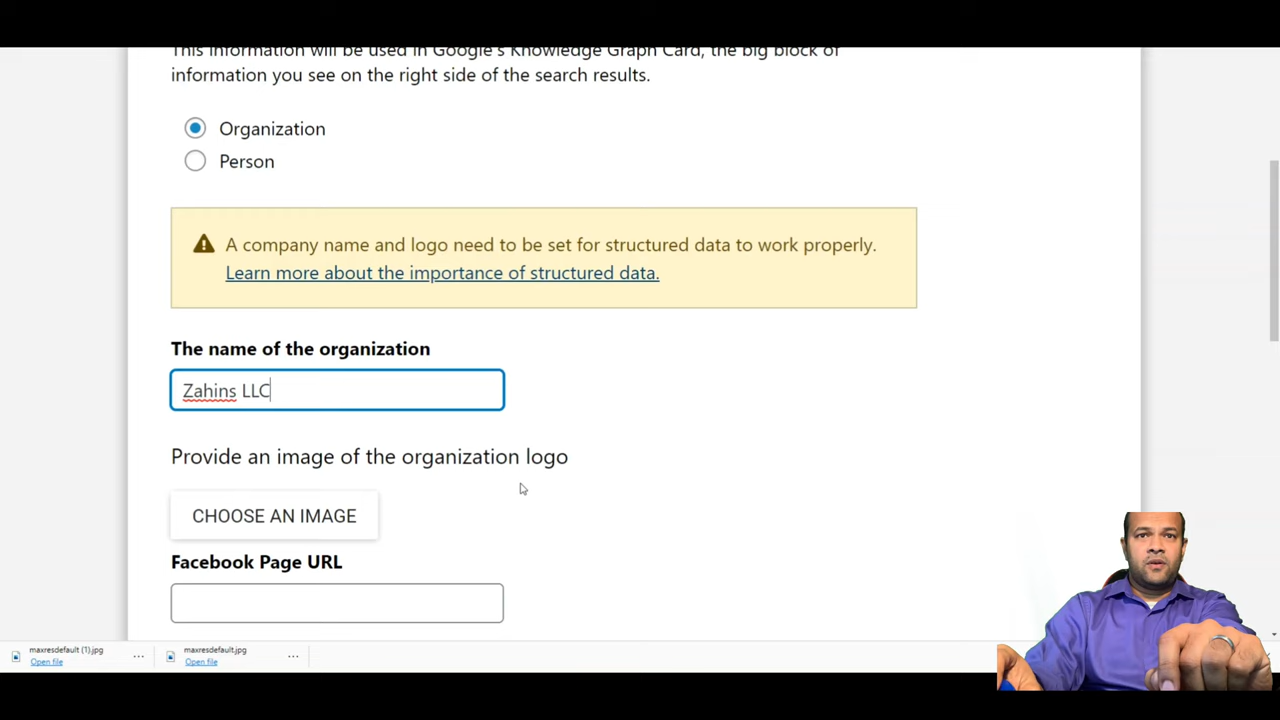 This information will be used in Google's Knowledge Graph Card, the big block of
information you see on the right side of the search results.
Organization
Person
A company name and logo need to be set for structured data to work properly.
Learn more about the importance of structured data.
The name of the organization
Zahins LLC
Provide an image of the organization logo
CHOOSE AN IMAGE
Facebook Page URL
maxresdefault (1).jpg
Open file
maxresdefault.jpg
Open file